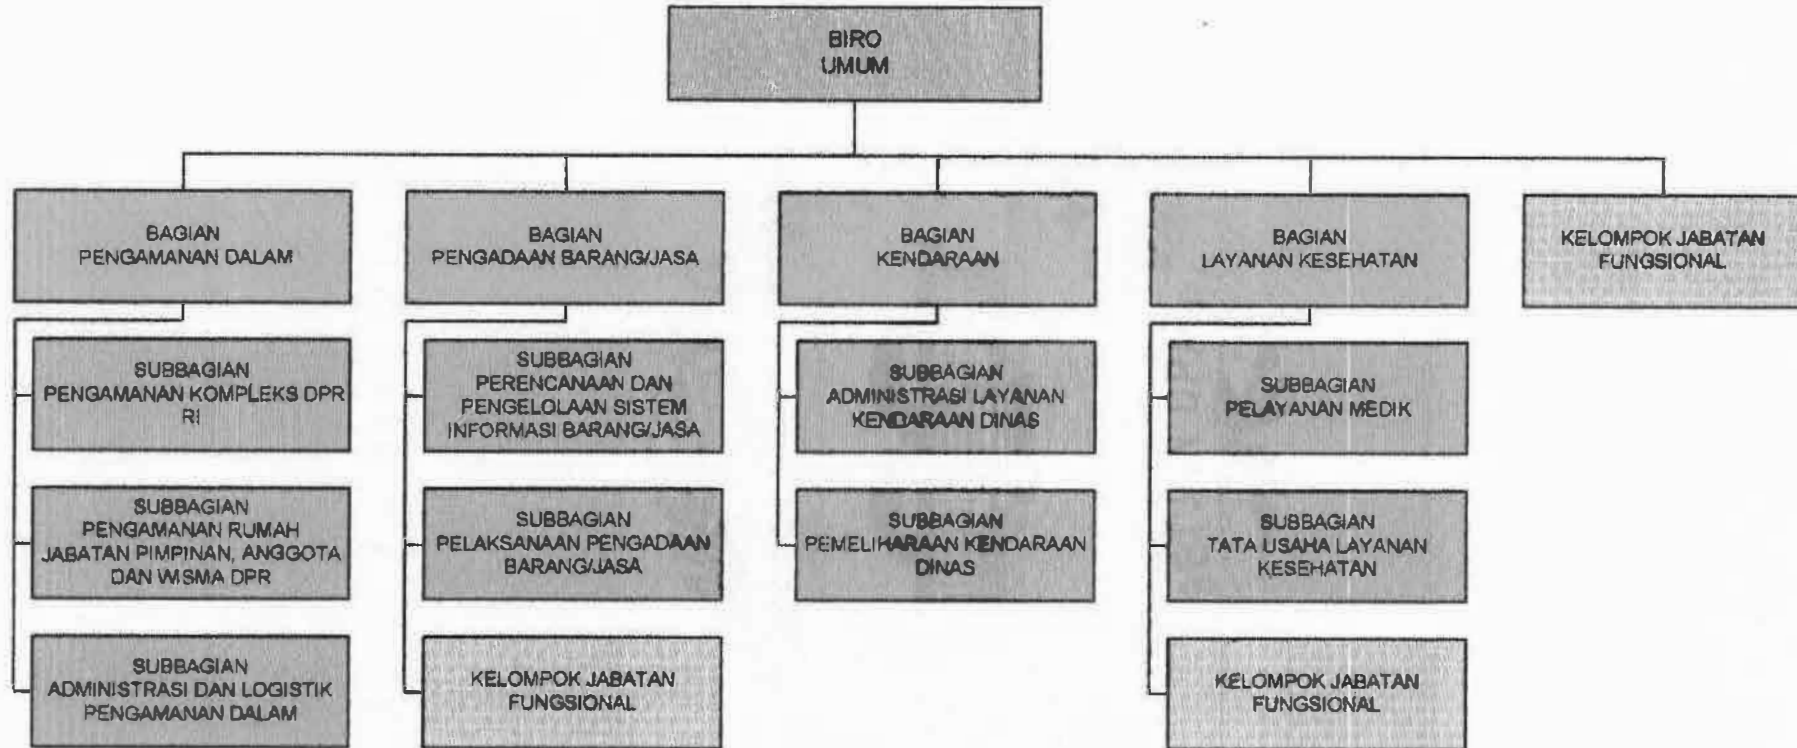 BIRO
UMUM
BAGIAN
PENGAMANAN DALAM
SUBBAGIAN
PENGAMANAN KOMPLEKS DPR
RI
SUBBAGIAN
PENGAMANAN RUMAH
JABATAN PIMPINAN, ANGGOTA
DAN WISMA DPR
SUBBAGIAN
ADMINISTRASI DAN LOGISTIK
PENGAMANAN DALAM
BAGIAN
PENGADAAN BARANG/JASA
SUBBAGIAN
PERENCANAAN DAN
PENGELOLAAN SISTEM
INFORMASI BARANG/JASA
SUBBAGIAN
PELAKSANAAN PENGADAAN
BARANG/JASA
KELOMPOK JABATAN
FUNGSIONAL
BAGIAN
KENDARAAN
SUBBAGIAN
ADMINISTRASI LAYANAN
KENDARAAN DINAS
SUBBAGIAN
PEMELIHARAAN KENDARAAN
DINAS
BAGIAN
LAYANAN KESEHATAN
SUBBAGIAN
PELAYANAN MEDIK
SUBBAGIAN
TATA USAHA LAYANAN
KESEHATAN
KELOMPOK JABATAN
FUNGSIONAL
KELOMPOK JABATAN
FUNGSIONAL